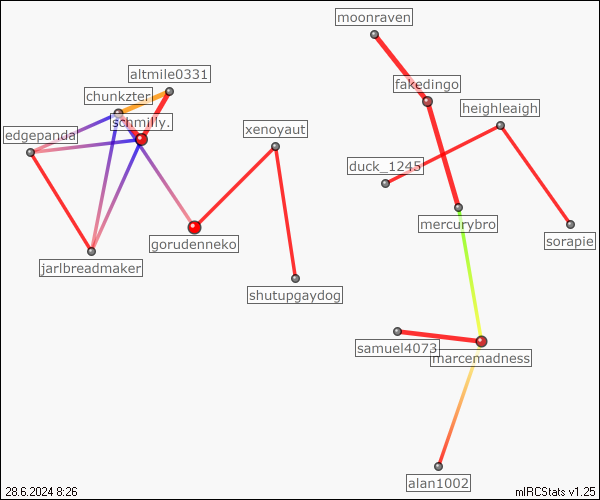 moonraven
altmile0331
fakedingo
chunkzter
heighleaigh
schmilly.
xenoyaut
edgepanda
duck_1245
mercurybro
gorudenneko
sorapie
jarlbreadmaker
shutupgaydog
samuel4073
marcemadness
alan1002
28.6.2024 8:26
mIRCStats v1.25